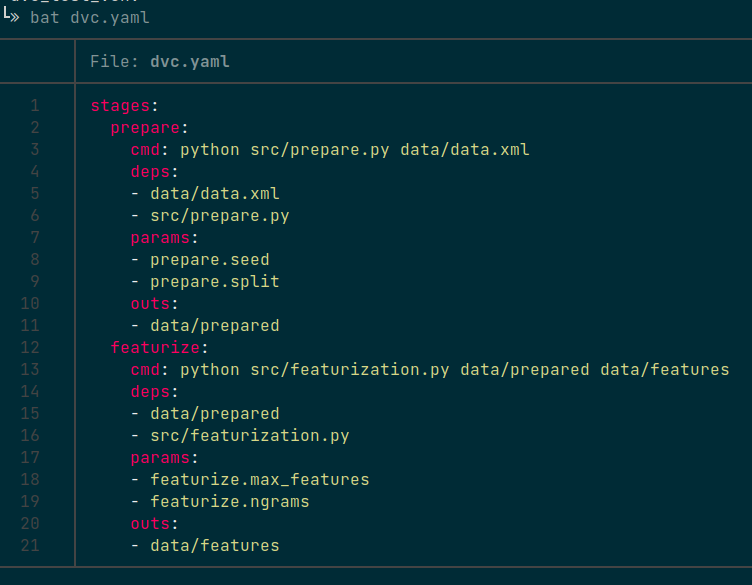 └» bat dvc.yaml
File: dvc.yaml
1 stages:
2   prepare:
3     cmd: python src/prepare.py data/data.xml
4     deps:
5     - data/data.xml
6     - src/prepare.py
7     params:
8     - prepare.seed
9     - prepare.split
10     outs:
11     - data/prepared
12   featurize:
13     cmd: python src/featurization.py data/prepared data/features
14     deps:
15     - data/prepared
16     - src/featurization.py
17     params:
18     - featurize.max_features
19     - featurize.ngrams
20     outs:
21     - data/features